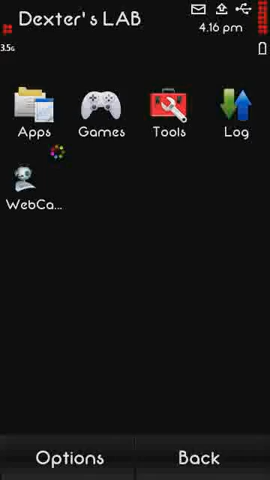 Dexter's LAB
4.16 pm
3.5G
Apps Games Tools Log
WebCa...
Options Back